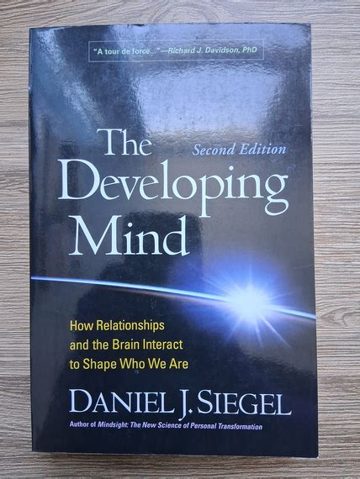 "A tour de force..."—Richard J. Davidson, PhD
The
Second Edition
Developing
Mind
How Relationships
and the Brain Interact
to Shape Who We Are
DANIEL J. SIEGEL
Author of Mindsight: The New Science of Personal Transformation